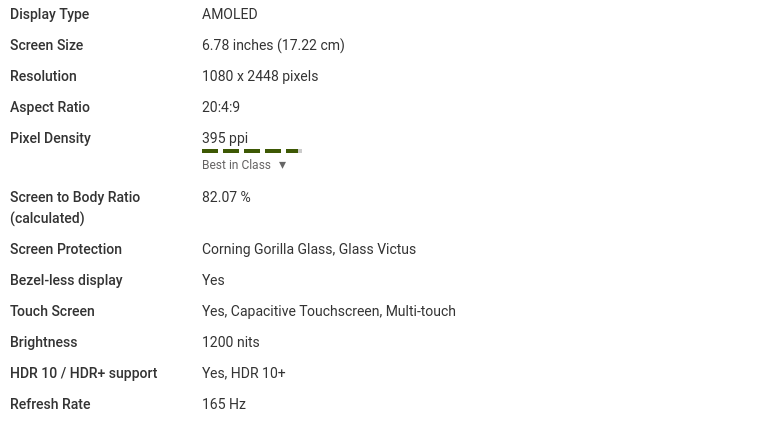 Display Type AMOLED
Screen Size 6.78 inches (17.22 cm)
Resolution 1080 x 2448 pixels
Aspect Ratio 20:4:9
Pixel Density 395 ppi
Best in Class ▼
Screen to Body Ratio 82.07 %
(calculated)
Screen Protection Corning Gorilla Glass, Glass Victus
Bezel-less display Yes
Touch Screen Yes, Capacitive Touchscreen, Multi-touch
Brightness 1200 nits
HDR 10 / HDR+ support Yes, HDR 10+
Refresh Rate 165 Hz